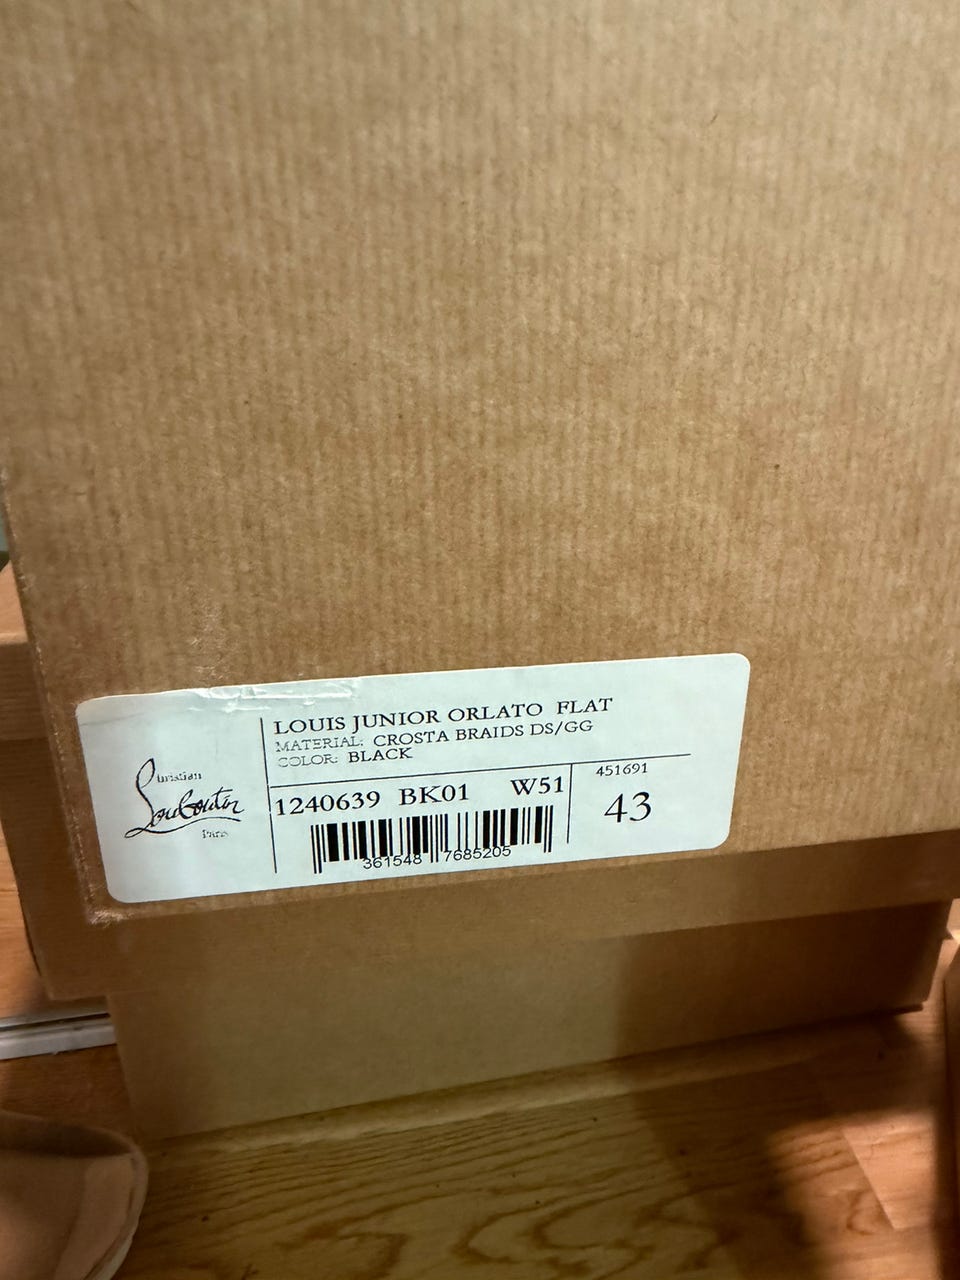 Christian
Louboutin
Paris
LOUIS JUNIOR ORLATO FLAT
MATERIAL: CROSTA BRAIDS DS/GG
COLOR: BLACK
1240639 BK01 W51
361548 7685205
451691
43